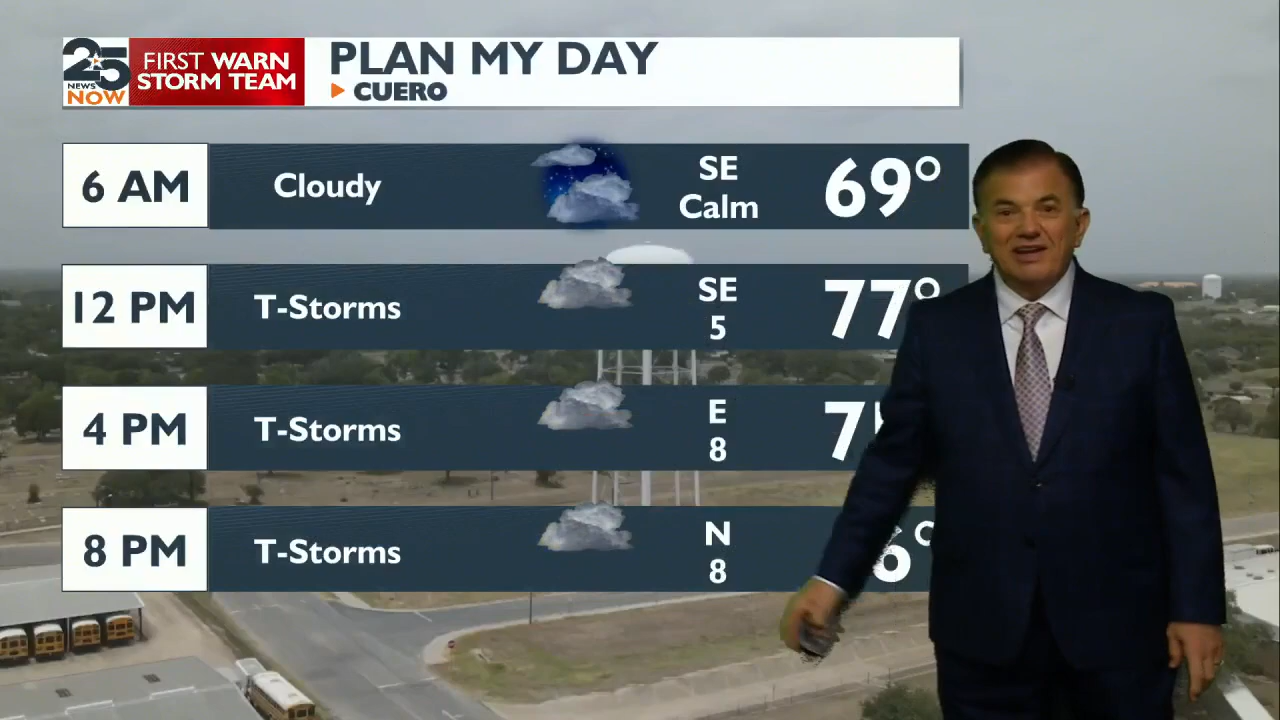 25
NEWS
NOW
FIRST WARN
STORM TEAM
PLAN MY DAY
CUERO
6 AM
Cloudy
SE
Calm
69°
12 PM
T-Storms
SE
5
77°
4 PM
T-Storms
E
8
8 PM
T-Storms
N
8